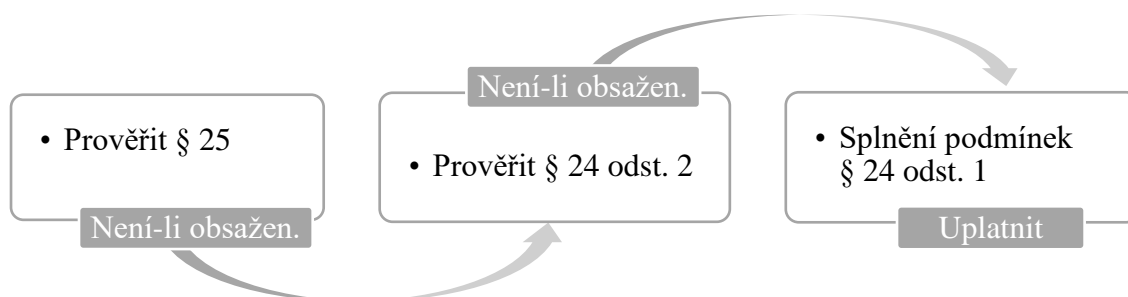 • Prověřit § 25
Není-li obsažen.
Není-li obsažen.
• Prověřit § 24 odst. 2
• Splnění podmínek
§ 24 odst. 1
Uplatnit